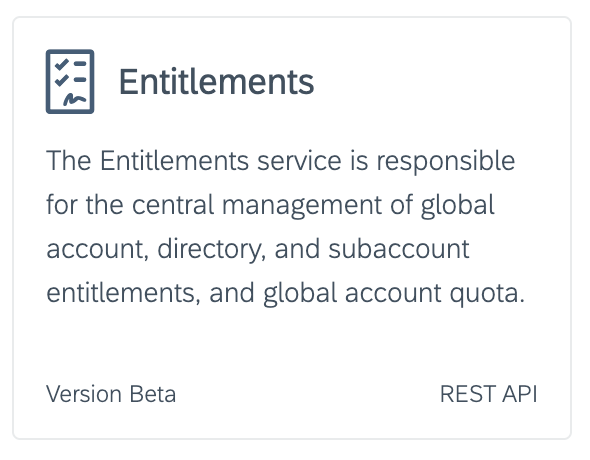 Entitlements
The Entitlements service is responsible
for the central management of global
account, directory, and subaccount
entitlements, and global account quota.
Version Beta
REST API